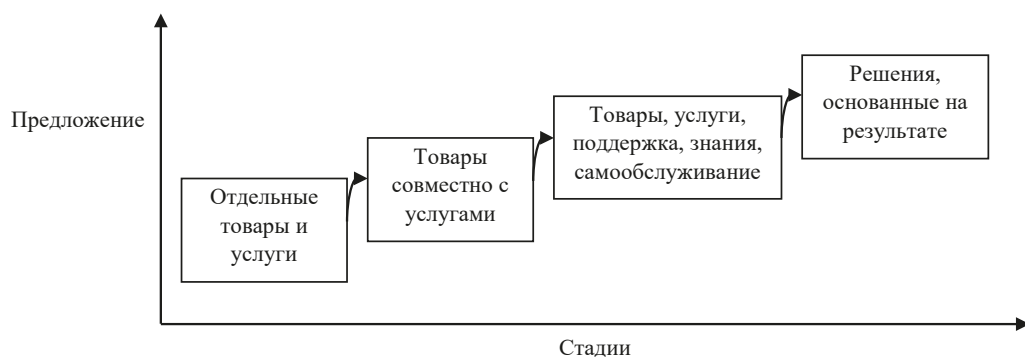 Предложение
Отдельные
товары и
услуги
Товары
совместно с
услугами
Товары, услуги,
поддержка, знания,
самообслуживание
Решения,
основанные на
результате
Стадии